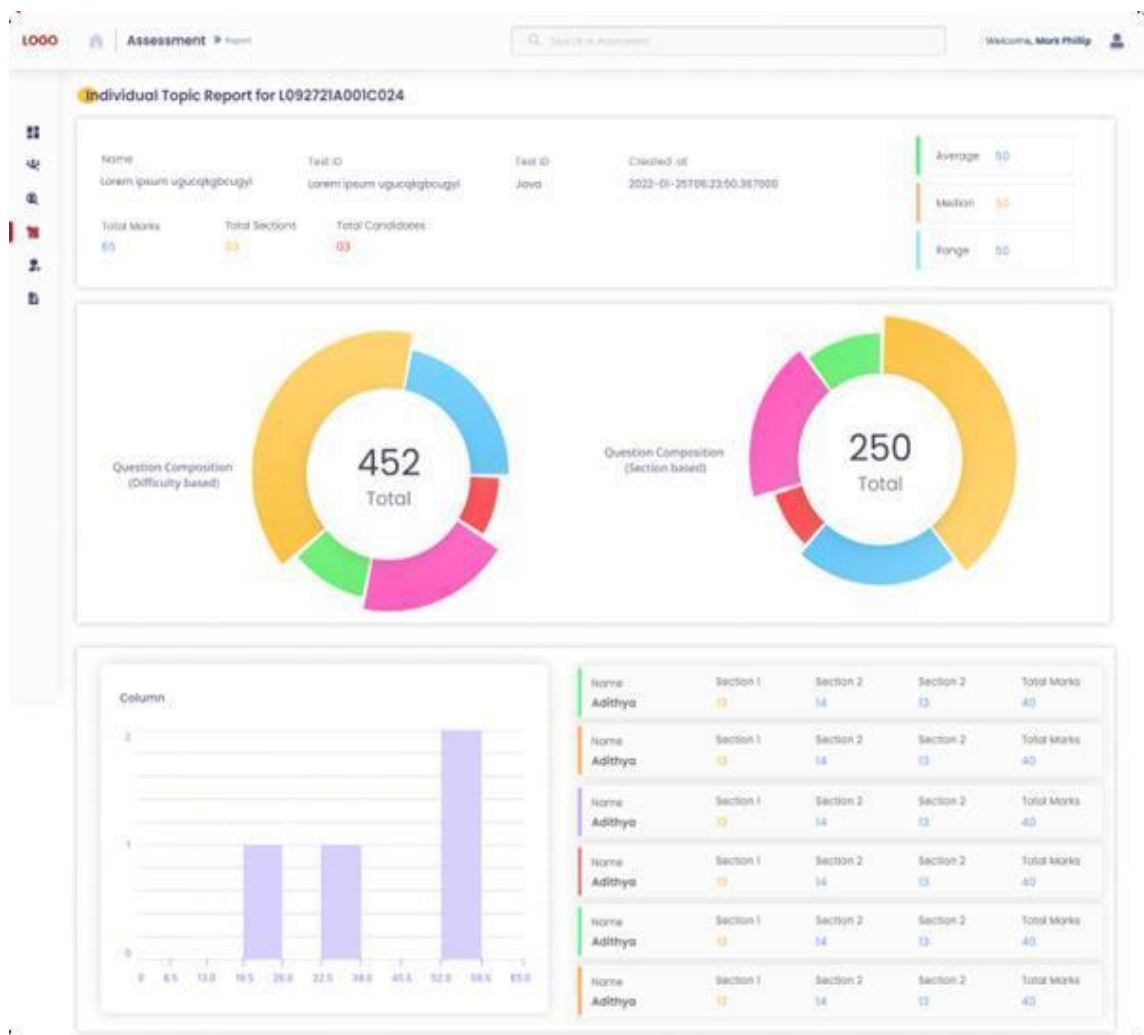 LOGO
Assessment » Report
Search in Assessment
Welcome, Mark Phillip
Individual Topic Report for L092721A001C024
Name
Lorem ipsum
Test ID
Lorem ipsum
Test ID
Java
Created at
2022-01-25T06:23:50.367000
Total Marks
65
Total Sections
03
Total Candidates
03
Average 50
Median 50
Range 50
Question Composition
(Difficulty based)
452
Total
Question Composition
(Section based)
250
Total
Column
2
1
0
0 6.5 13.0 19.5 26.0 32.5 39.0 45.5 52.0 58.5 65.0
Name Section 1 Section 2 Section 2 Total Marks
Adithya 13 14 13 40
Name Section 1 Section 2 Section 2 Total Marks
Adithya 13 14 13 40
Name Section 1 Section 2 Section 2 Total Marks
Adithya 13 14 13 40
Name Section 1 Section 2 Section 2 Total Marks
Adithya 13 14 13 40
Name Section 1 Section 2 Section 2 Total Marks
Adithya 13 14 13 40
Name Section 1 Section 2 Section 2 Total Marks
Adithya 13 14 13 40